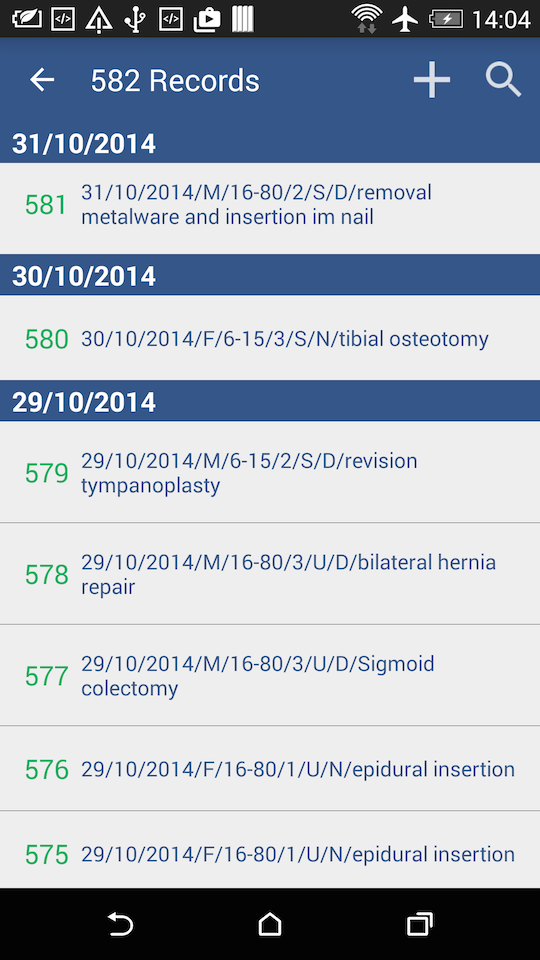 14:04
582 Records
31/10/2014
581
31/10/2014/M/16-80/2/S/D/removal
metalware and insertion im nail
30/10/2014
580
30/10/2014/F/6-15/3/S/N/tibial osteotomy
29/10/2014
579
29/10/2014/M/6-15/2/S/D/revision
tympanoplasty
578
29/10/2014/M/16-80/3/U/D/bilateral hernia
repair
577
29/10/2014/M/16-80/3/U/D/Sigmoid
colectomy
576
29/10/2014/F/16-80/1/U/N/epidural insertion
575
29/10/2014/F/16-80/1/U/N/epidural insertion